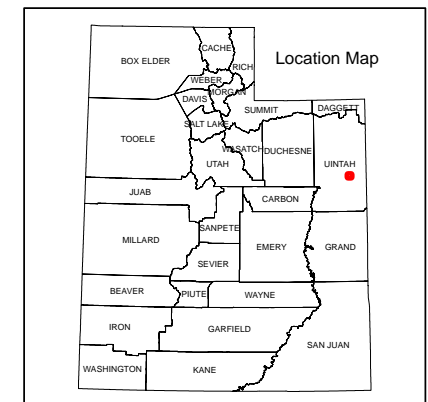 Location Map
CACHE
BOX ELDER
RICH
WEBER
MORGAN
DAVIS
SUMMIT
DAGGETT
SALT LAKE
TOOELE
WASATCH
DUCHESNE
UTAH
UINTAH
JUAB
CARBON
SANPETE
MILLARD
EMERY
GRAND
SEVIER
BEAVER
PIUTE
WAYNE
IRON
GARFIELD
SAN JUAN
WASHINGTON
KANE